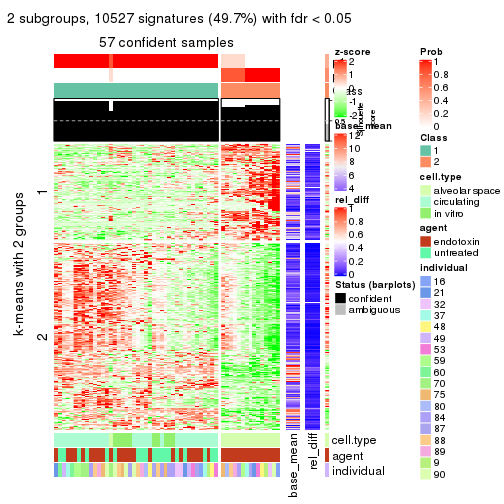 2 subgroups, 10527 signatures (49.7%) with fdr < 0.05
57 confident samples
k-means with 2 groups
1
2
z-score
2
1
0
-1
-2
base_mean
12
10
8
6
4
rel_diff
1
0.8
0.6
0.4
0.2
0
Status (barplots)
confident
ambiguous
Prob
1
0.8
0.6
0.4
0.2
0
Class
1
2
cell.type
alveolar space
circulating
in vitro
agent
endotoxin
untreated
individual
16
21
32
37
48
49
53
59
60
70
75
80
84
87
88
89
9
90
cell.type
agent
individual
base_mean
rel_diff